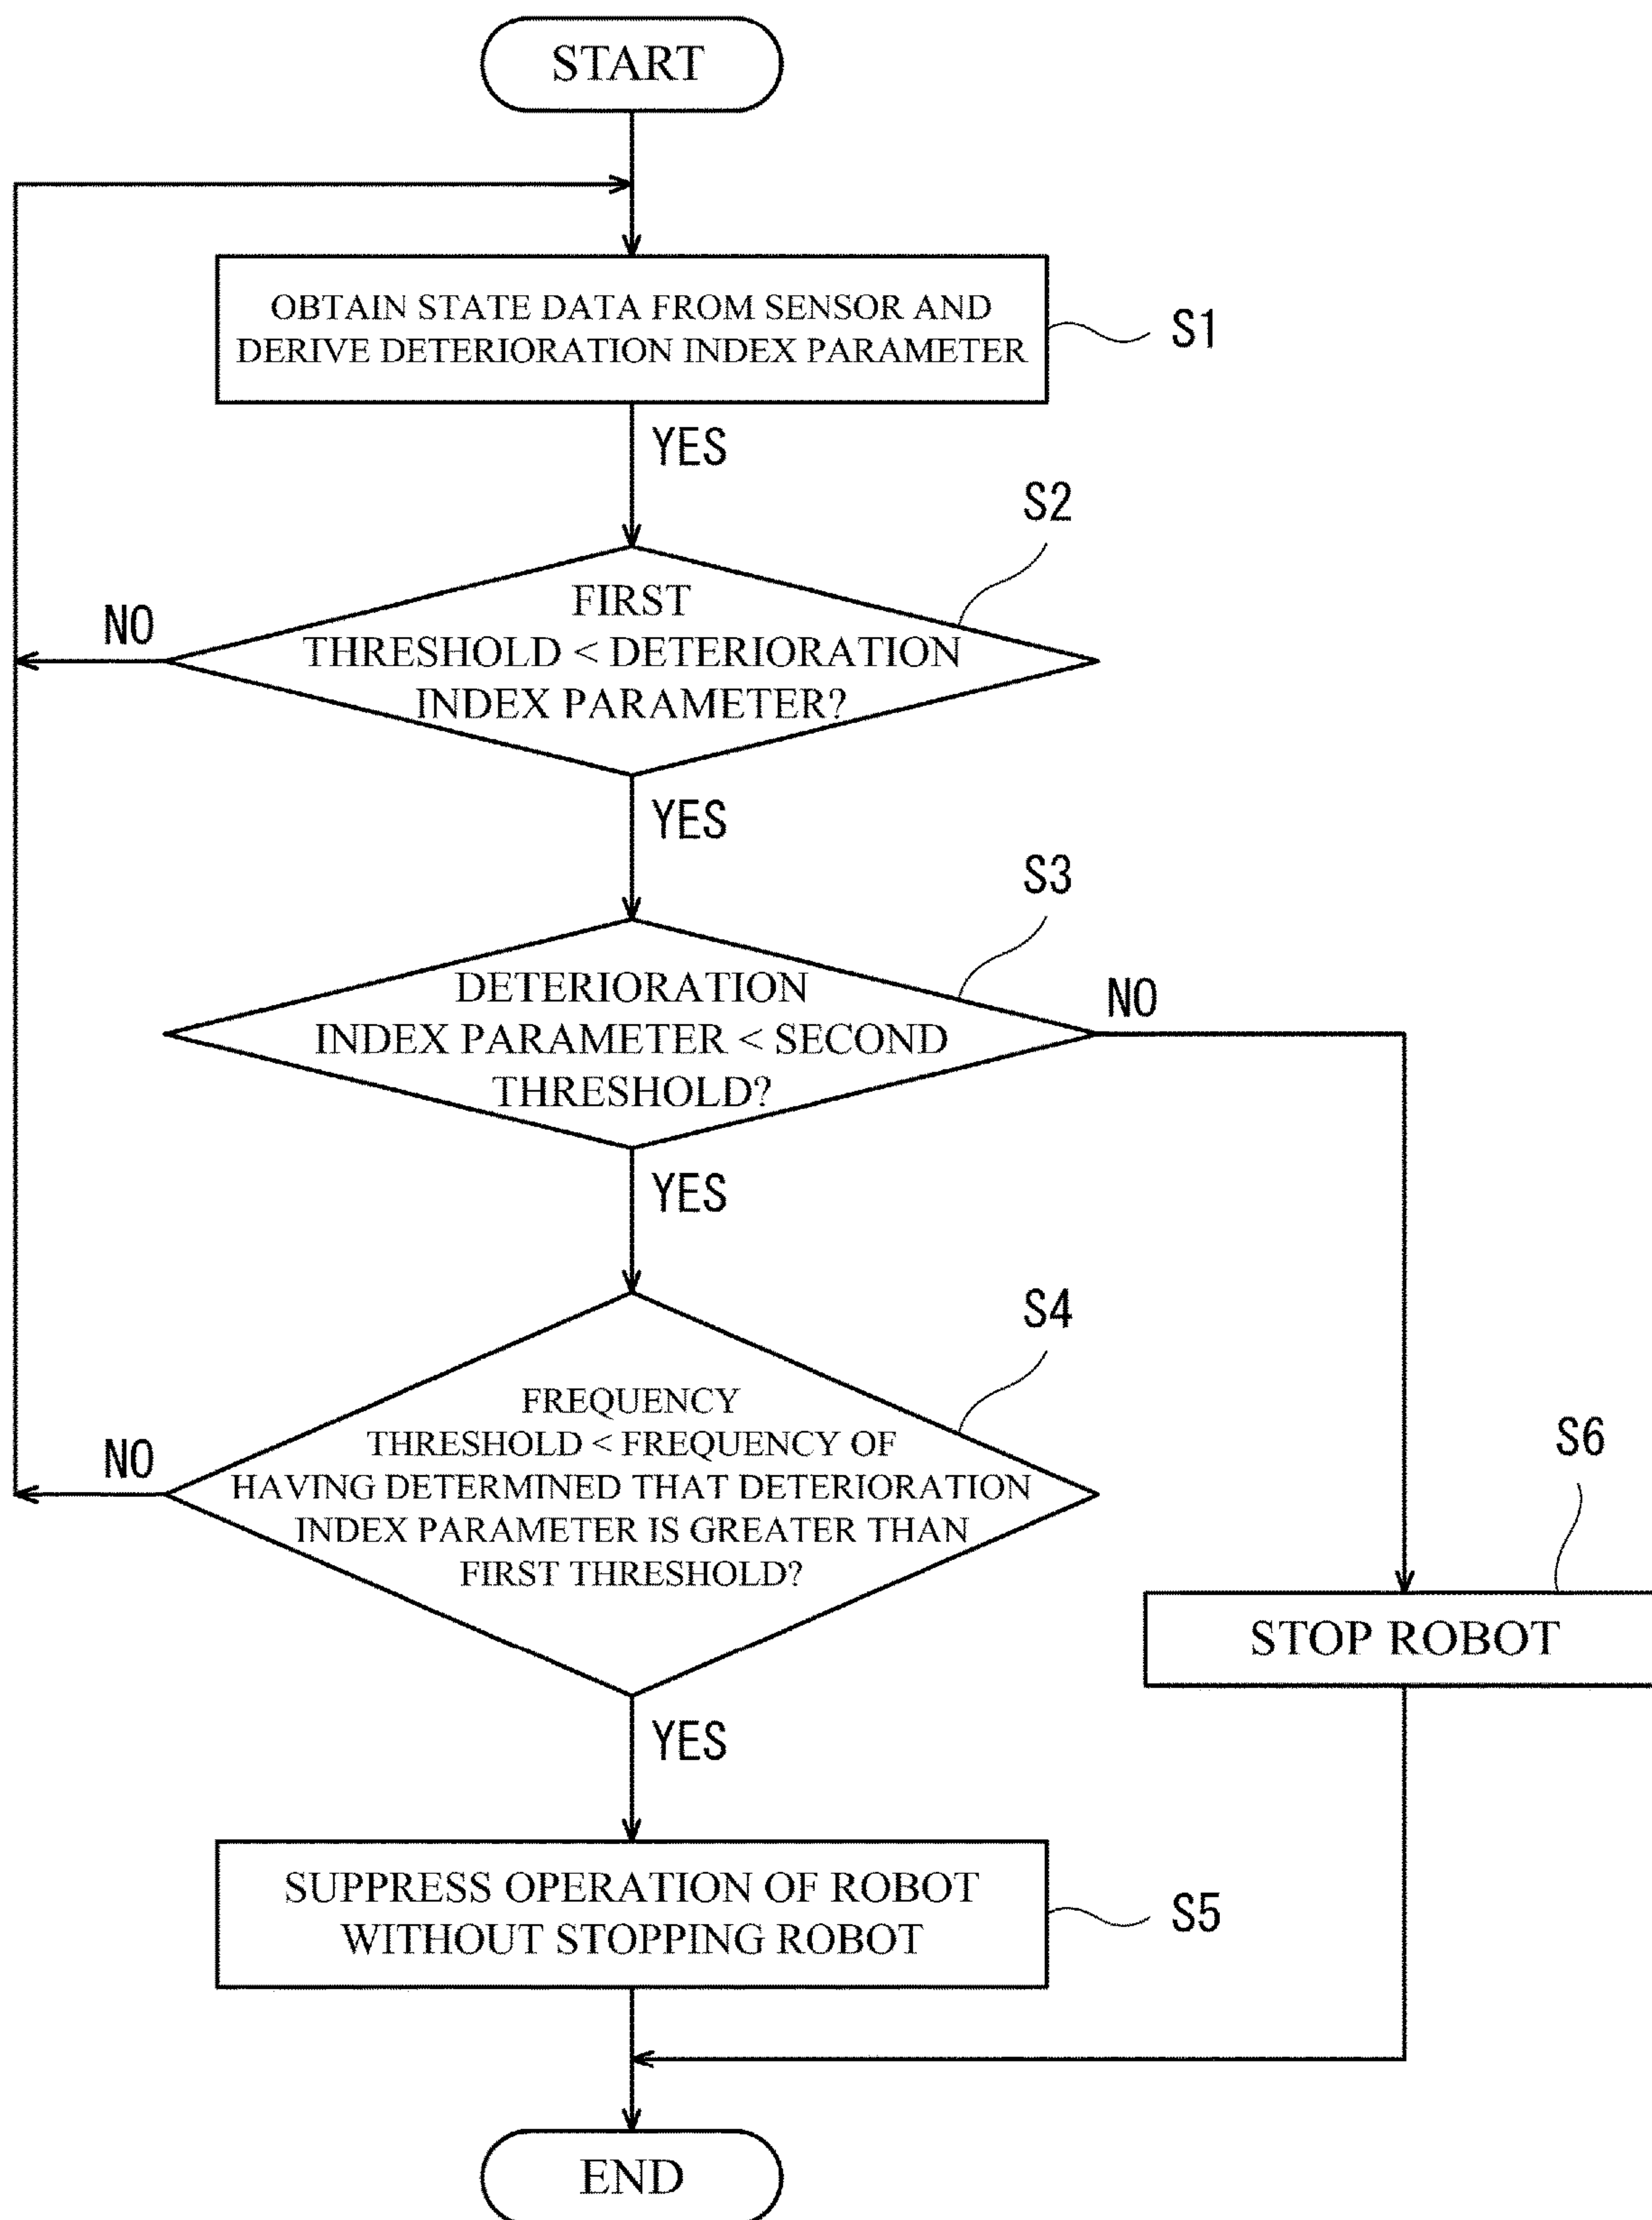 START
OBTAIN STATE DATA FROM SENSOR AND
DERIVE DETERIORATION INDEX PARAMETER
S1
YES
S2
FIRST
THRESHOLD < DETERIORATION
INDEX PARAMETER?
NO
YES
S3
DETERIORATION
INDEX PARAMETER < SECOND
THRESHOLD?
NO
YES
S4
FREQUENCY
THRESHOLD < FREQUENCY OF
HAVING DETERMINED THAT DETERIORATION
INDEX PARAMETER IS GREATER THAN
FIRST THRESHOLD?
NO
S6
STOP ROBOT
YES
SUPPRESS OPERATION OF ROBOT
WITHOUT STOPPING ROBOT
S5
END